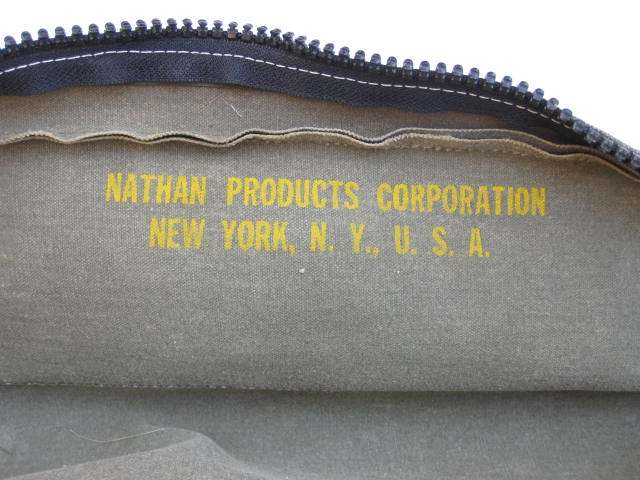 NATHAN PRODUCTS CORPORATION
NEW YORK, N. Y., U. S. A.